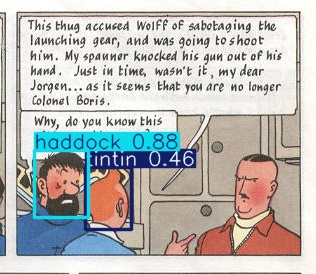 This thug accused Wolff of sabotaging the
launching gear, and was going to shoot
him. My spanner knocked his gun out of his
hand. Just in time, wasn't it, my dear
Jorgen... as it seems that you are no longer
Colonel Boris.
Why, do you know this
haddock 0.88
tintin 0.46